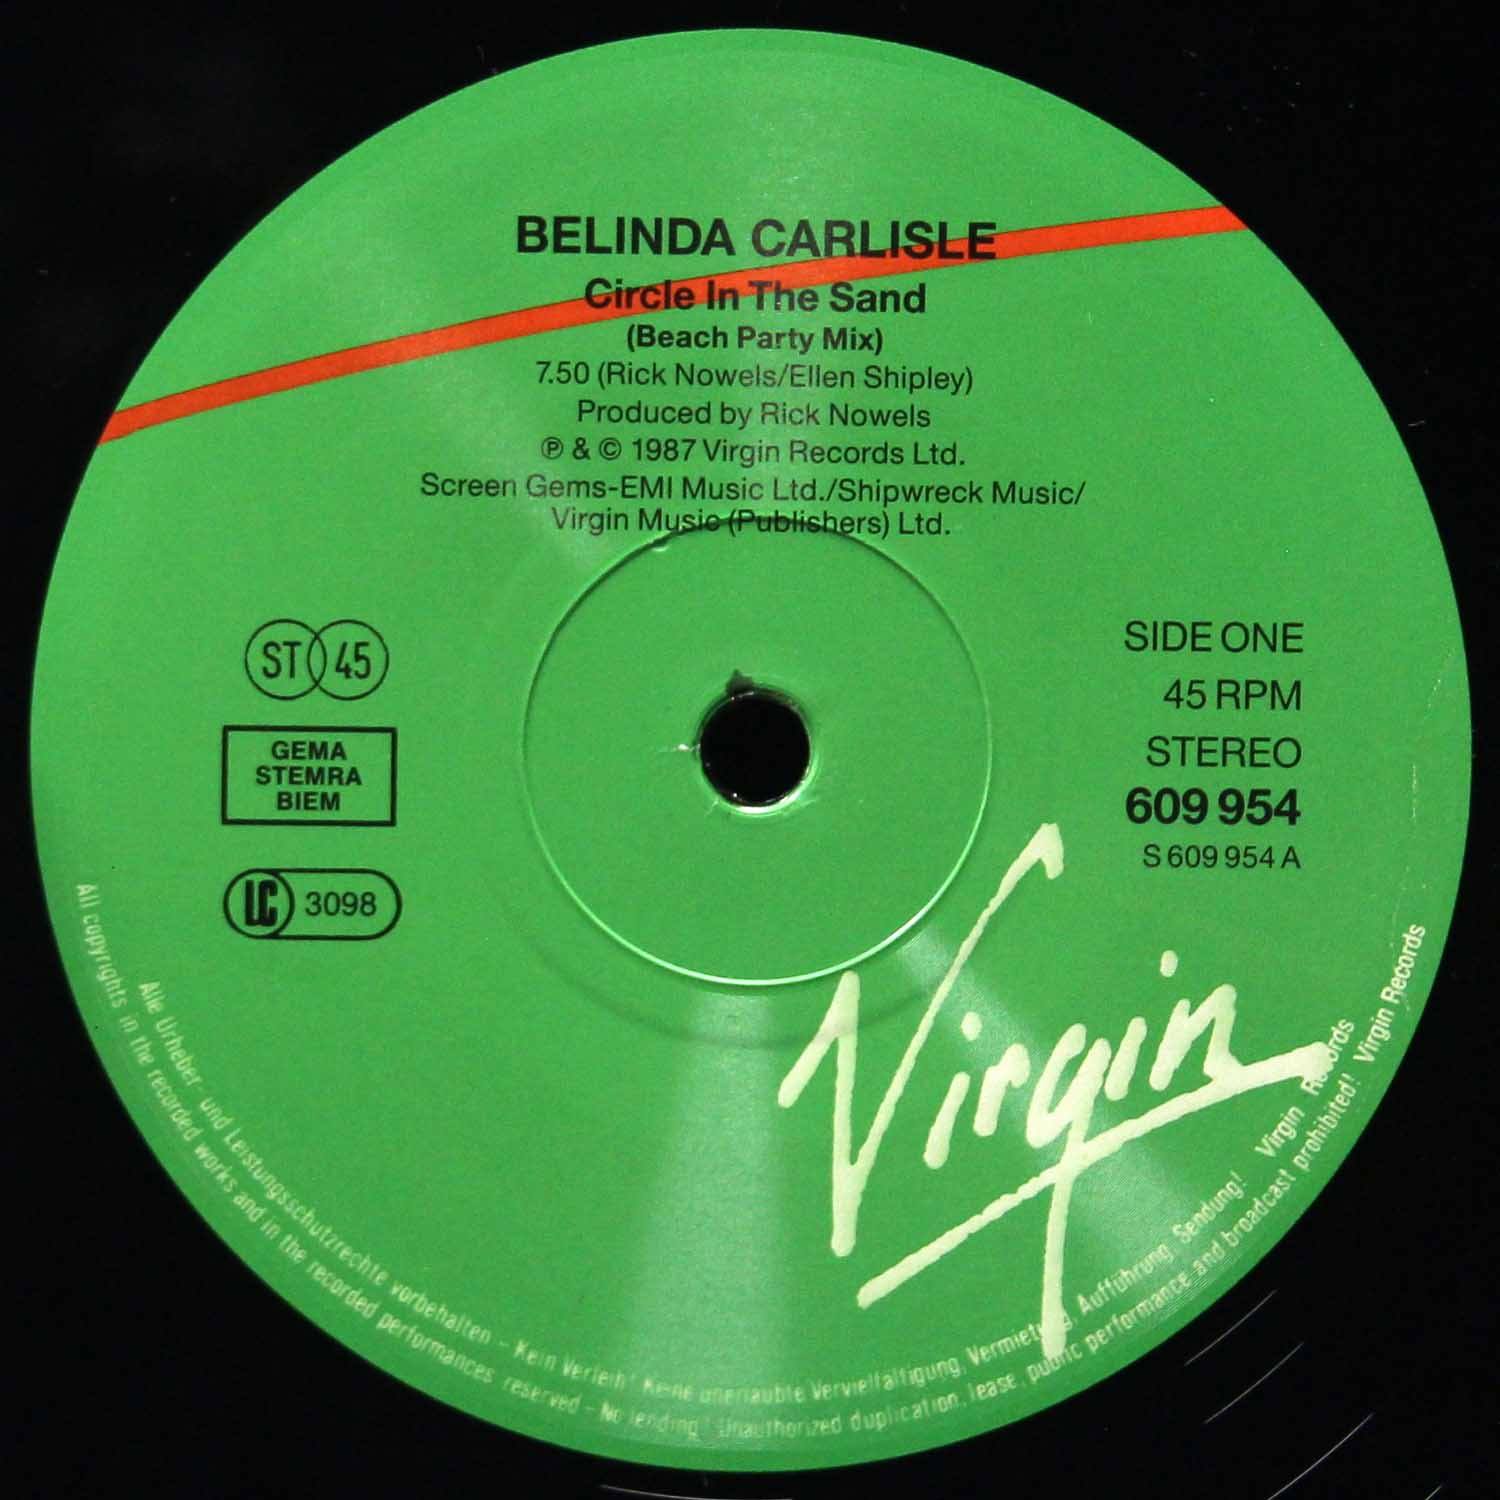 BELINDA CARLISLE
Circle In The Sand
(Beach Party Mix)
7.50 (Rick Nowels/Ellen Shipley)
Produced by Rick Nowels
℗ & © 1987 Virgin Records Ltd.
Screen Gems-EMI Music Ltd./Shipwreck Music/
Virgin Music (Publishers) Ltd.
ST 45
GEMA
STEMRA
BIEM
LC 3098
SIDE ONE
45 RPM
STEREO
609 954
S 609 954 A
Virgin
Alle Urheber- und Leistungsschutzrechte vorbehalten – Kein Verleih! Keine unerlaubte Vervielfältigung, Vermietung, Aufführung, Sendung! Virgin Records
All copyrights in the recorded works and in the recorded performances reserved – No lending! Unauthorized duplication, lease, public performance and broadcast prohibited! Virgin Records